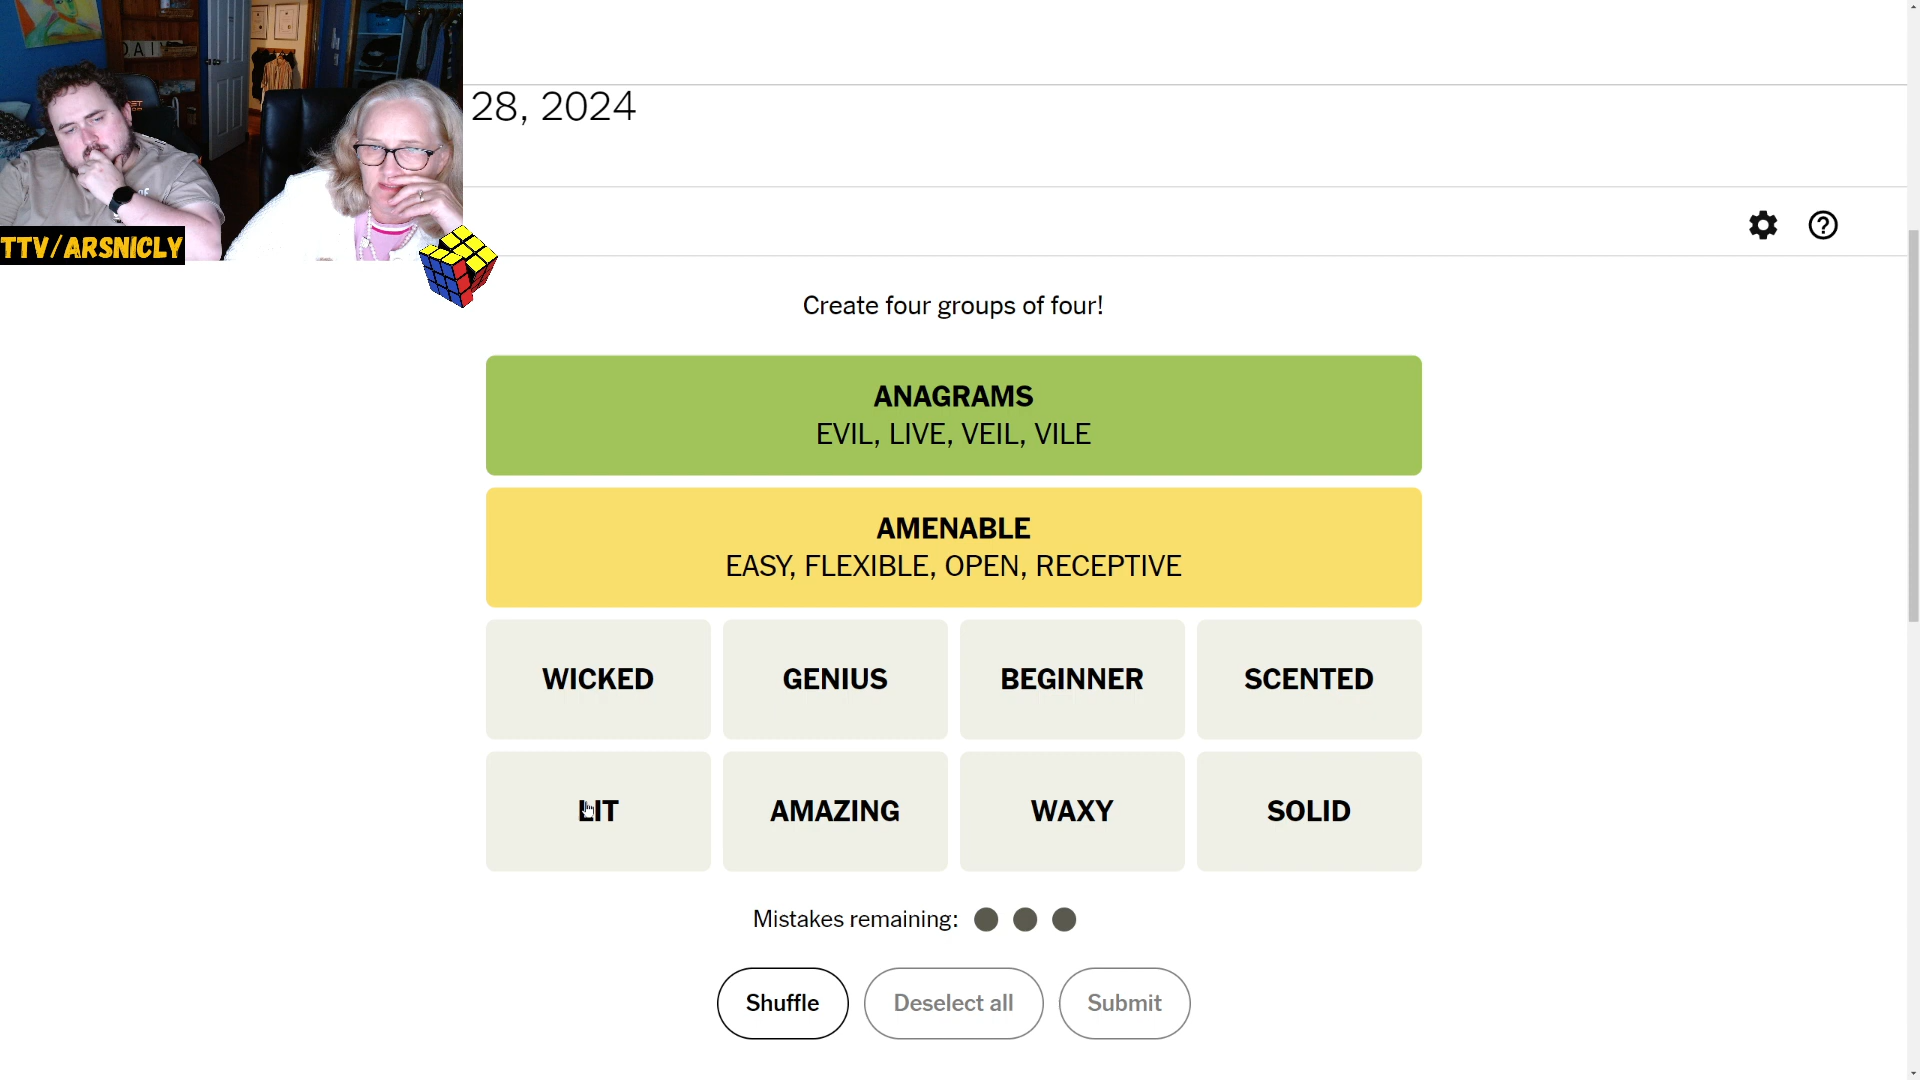 DAI
TTV/ARSNICLY
28, 2024
Create four groups of four!
ANAGRAMS
EVIL, LIVE, VEIL, VILE
AMENABLE
EASY, FLEXIBLE, OPEN, RECEPTIVE
WICKED
GENIUS
BEGINNER
SCENTED
LIT
AMAZING
WAXY
SOLID
Mistakes remaining:
Shuffle
Deselect all
Submit